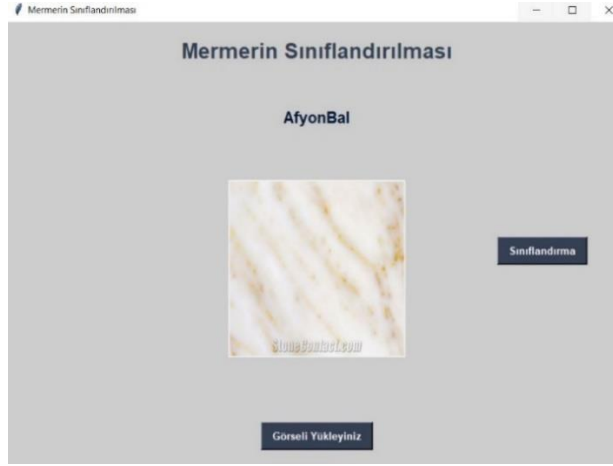 Mermerin Sınıflandırılması
Mermerin Sınıflandırılması
AfyonBal
Sınıflandırma
StoneContact.com
Görseli Yükleyiniz